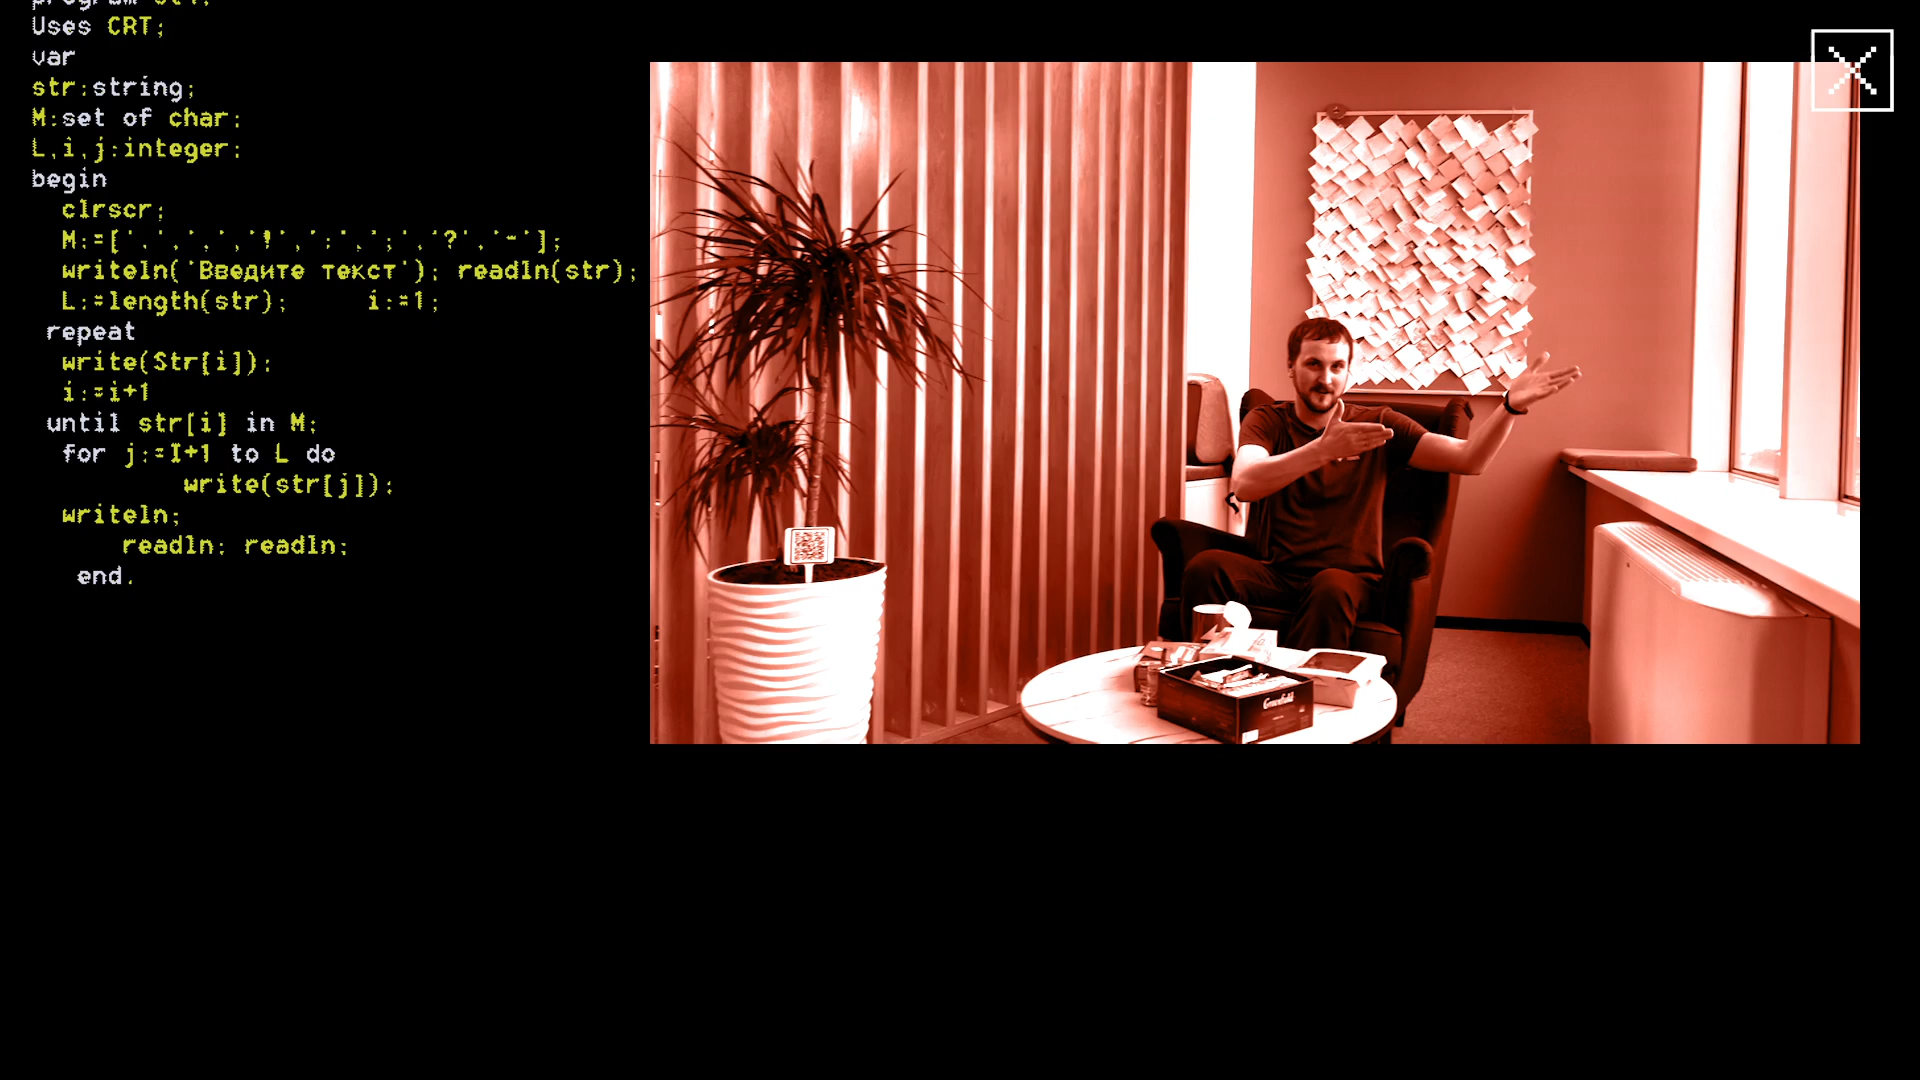 Uses CRT;
var
str:string;
M:set of char;
L,i,j:integer;
begin
clrscr;
M:=['.',',','!',':',';','?','-'];
writeln('Введите текст'); readln(str);
L:=length(str); i:=1;
repeat
write(Str[i]);
i:=i+1
until str[i] in M;
for j:=I+1 to L do
write(str[j]);
writeln;
readln; readln;
end.
Greenfield